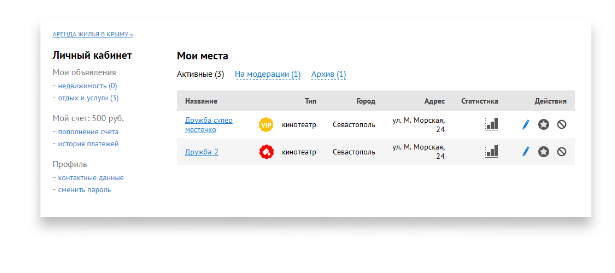 АРЕНДА ЖИЛЬЯ В КРЫМУ »
Личный кабинет
Мои объявления
- недвижимость (0)
- отдых и услуги (3)
Мой счет: 500 руб.
- пополнение счета
- история платежей
Профиль
- контактные данные
- сменить пароль
Мои места
Активные (3) На модерации (1) Архив (1)
Название Тип Город Адрес Статистика Действия
Дружба супер
местечко
VIP кинотеатр Севастополь
ул. М. Морская,
24
Дружба-2 кинотеатр Севастополь
ул. М. Морская,
24